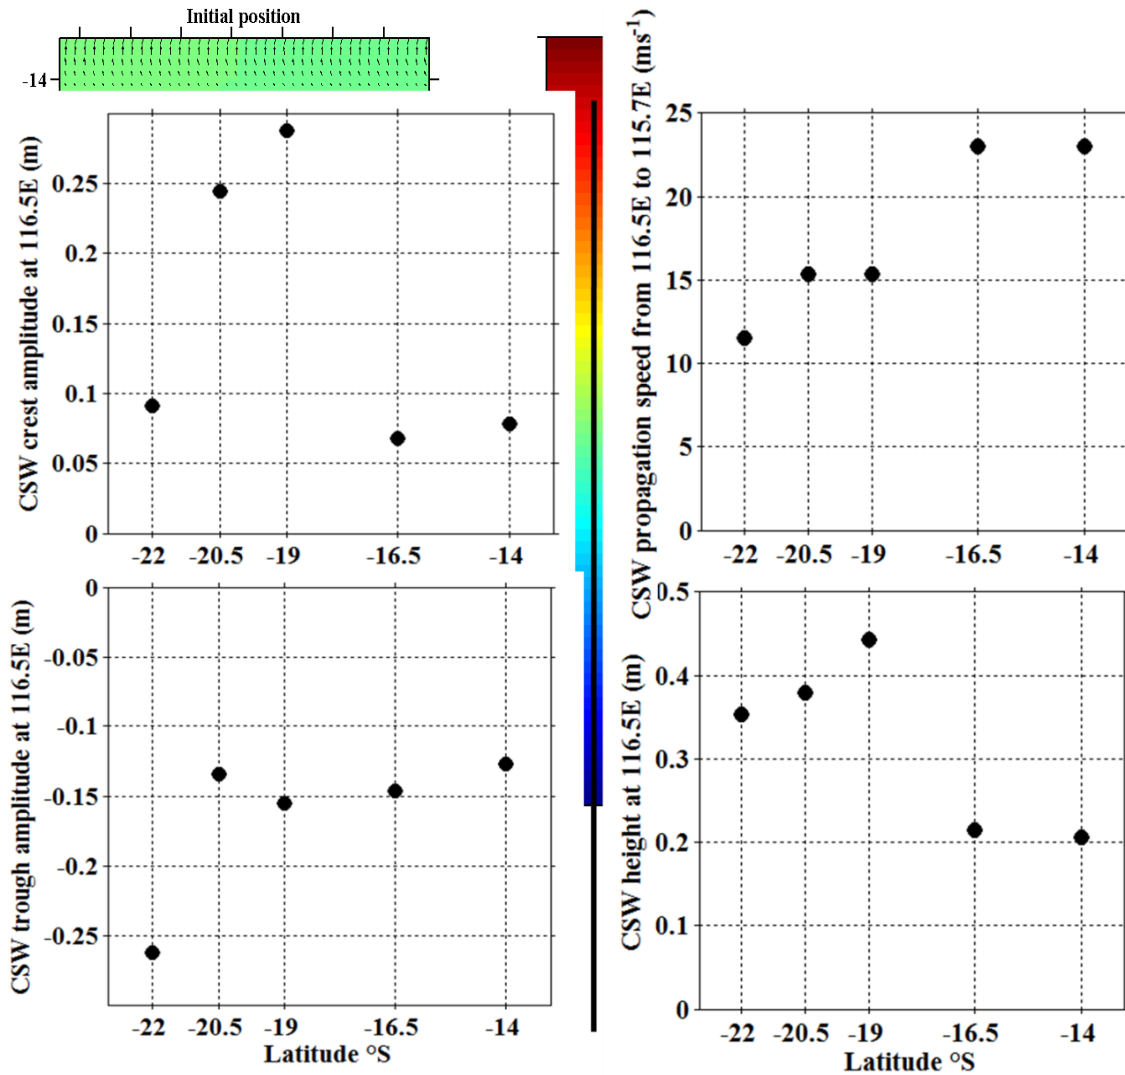 Initial position
-14
CSW crest amplitude at 116.5E (m)
0.25
0.2
0.15
0.1
0.05
0
-22 -20.5 -19 -16.5 -14
CSW propagation speed from 116.5E to 115.7E (ms-1)
25
20
15
10
5
0
-22 -20.5 -19 -16.5 -14
CSW trough amplitude at 116.5E (m)
0
-0.05
-0.1
-0.15
-0.2
-0.25
-22 -20.5 -19 -16.5 -14
Latitude °S
CSW height at 116.5E (m)
0.5
0.4
0.3
0.2
0.1
0
-22 -20.5 -19 -16.5 -14
Latitude °S